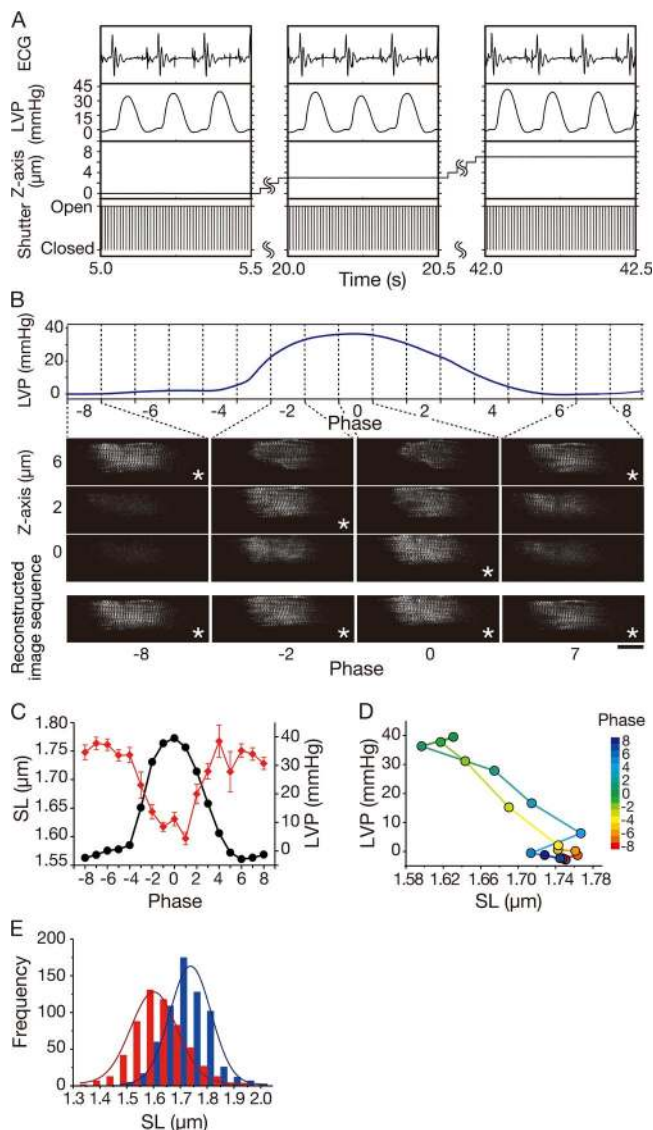 A
ECG
LVP (mmHg)
45
30
15
0
Z-axis (μm)
8
6
4
2
0
Shutter
Open
Closed
5.0 5.5 20.0 20.5 42.0 42.5
Time (s)
B
LVP (mmHg)
40
20
0
-8 -6 -4 -2 0 2 4 6 8
Phase
Z-axis (μm)
6
* *
2
*
0
*
Reconstructed image sequence
* * * *
-8 -2 0 7
Phase
C
SL (μm)
1.80
1.75
1.70
1.65
1.60
1.55
40
30
20
10
0
LVP (mmHg)
-8 -6 -4 -2 0 2 4 6 8
Phase
D
LVP (mmHg)
40
30
20
10
0
1.58 1.62 1.66 1.70 1.74 1.78
SL (μm)
Phase
8
6
4
2
0
-2
-4
-6
-8
E
Frequency
200
150
100
50
0
1.3 1.4 1.5 1.6 1.7 1.8 1.9 2.0
SL (μm)